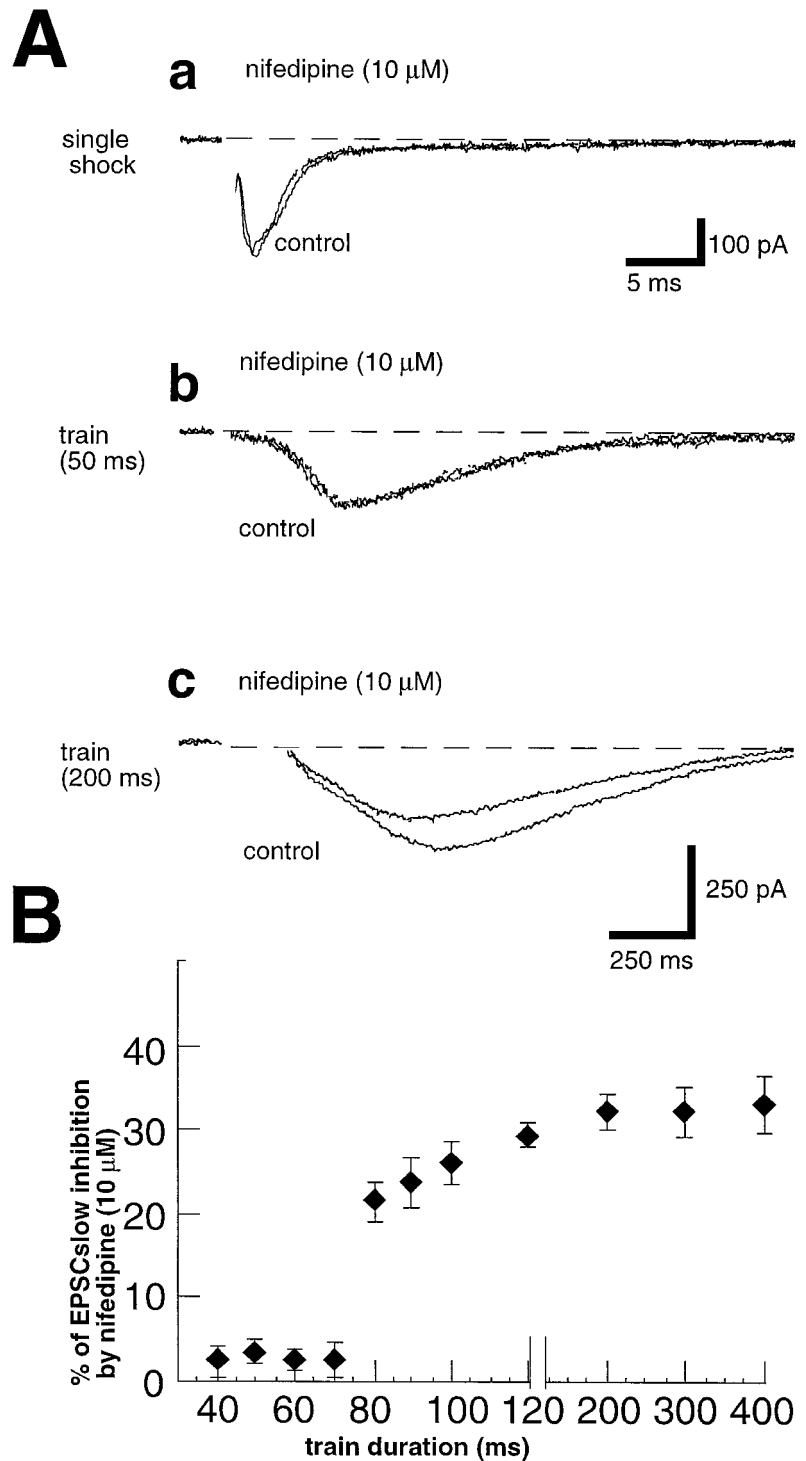 A
a
nifedipine (10 µM)
single
shock
control
100 pA
5 ms
b
nifedipine (10 µM)
train
(50 ms)
control
c
nifedipine (10 µM)
train
(200 ms)
control
250 pA
250 ms
B
% of EPSCslow inhibition
by nifedipine (10 µM)
40
30
20
10
0
40 60 80 100 120 200 300 400
train duration (ms)